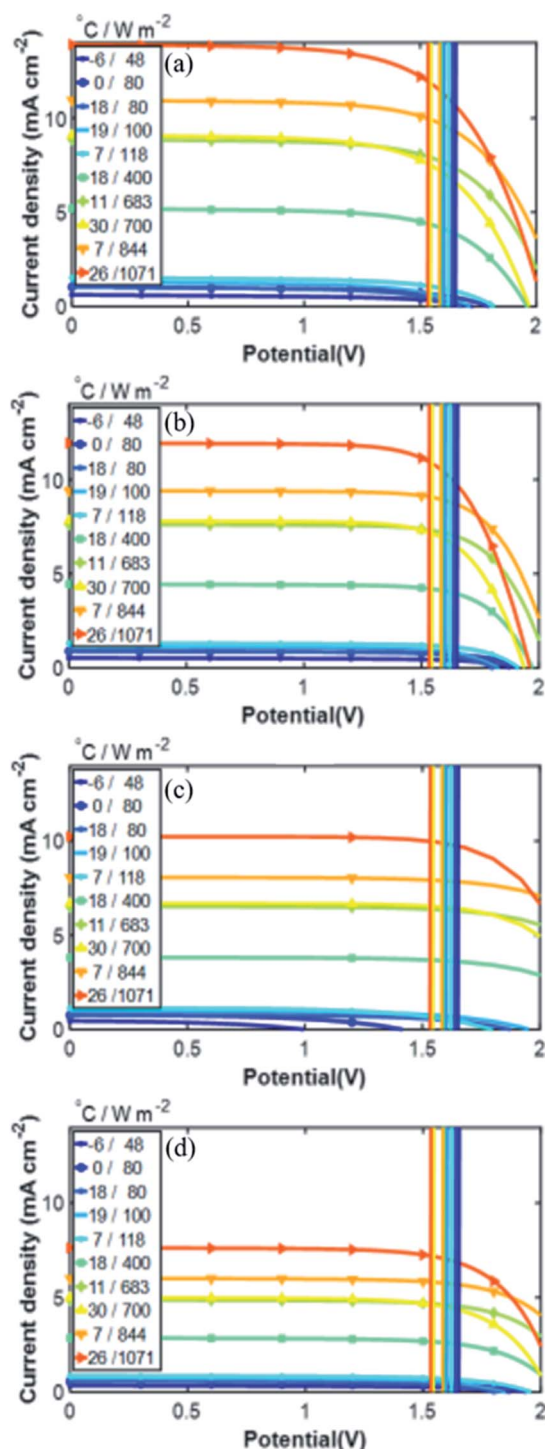 °C / W m-2
(a)
-6 / 48
0 / 80
18 / 80
19 / 100
7 / 118
18 / 400
11 / 683
30 / 700
7 / 844
26 /1071
Current density (mA cm-2)
10
5
0
0 0.5 1 1.5 2
Potential(V)
°C / W m-2
(b)
-6 / 48
0 / 80
18 / 80
19 / 100
7 / 118
18 / 400
11 / 683
30 / 700
7 / 844
26 /1071
Current density (mA cm-2)
10
5
0
0 0.5 1 1.5 2
Potential(V)
°C / W m-2
(c)
-6 / 48
0 / 80
18 / 80
19 / 100
7 / 118
18 / 400
11 / 683
30 / 700
7 / 844
26 /1071
Current density (mA cm-2)
10
5
0
0 0.5 1 1.5 2
Potential(V)
°C / W m-2
(d)
-6 / 48
0 / 80
18 / 80
19 / 100
7 / 118
18 / 400
11 / 683
30 / 700
7 / 844
26 /1071
Current density (mA cm-2)
10
5
0
0 0.5 1 1.5 2
Potential(V)